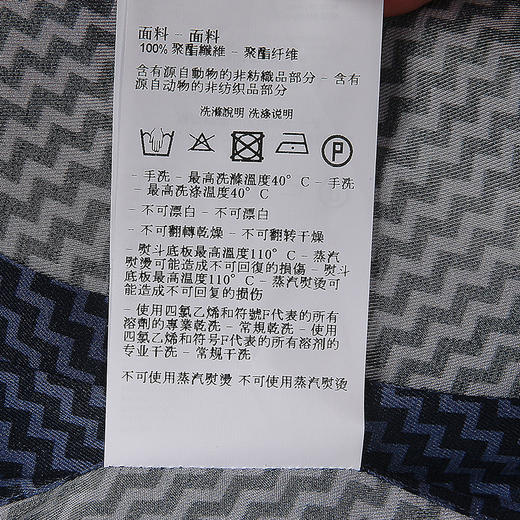 面料 - 面料
100% 聚酯纖維 - 聚酯纤维
含有源自動物的非紡織品部分 - 含有
源自动物的非纺织品部分
洗滌說明 洗涤说明
P
- 手洗 - 最高洗滌溫度40° C - 手洗
- 最高洗涤温度40° C
- 不可漂白 - 不可漂白
- 不可翻轉乾燥 - 不可翻转干燥
- 熨斗底板最高溫度110° C - 蒸汽
熨燙可能造成不可回復的損傷 - 熨斗
底板最高温度110° C - 蒸汽熨烫可
能造成不可回复的损伤
- 使用四氯乙烯和符號F代表的所有
溶劑的專業乾洗 - 常規乾洗 - 使用
四氯乙烯和符号F代表的所有溶剂的
专业干洗 - 常规干洗
不可使用蒸汽熨燙 不可使用蒸汽熨烫